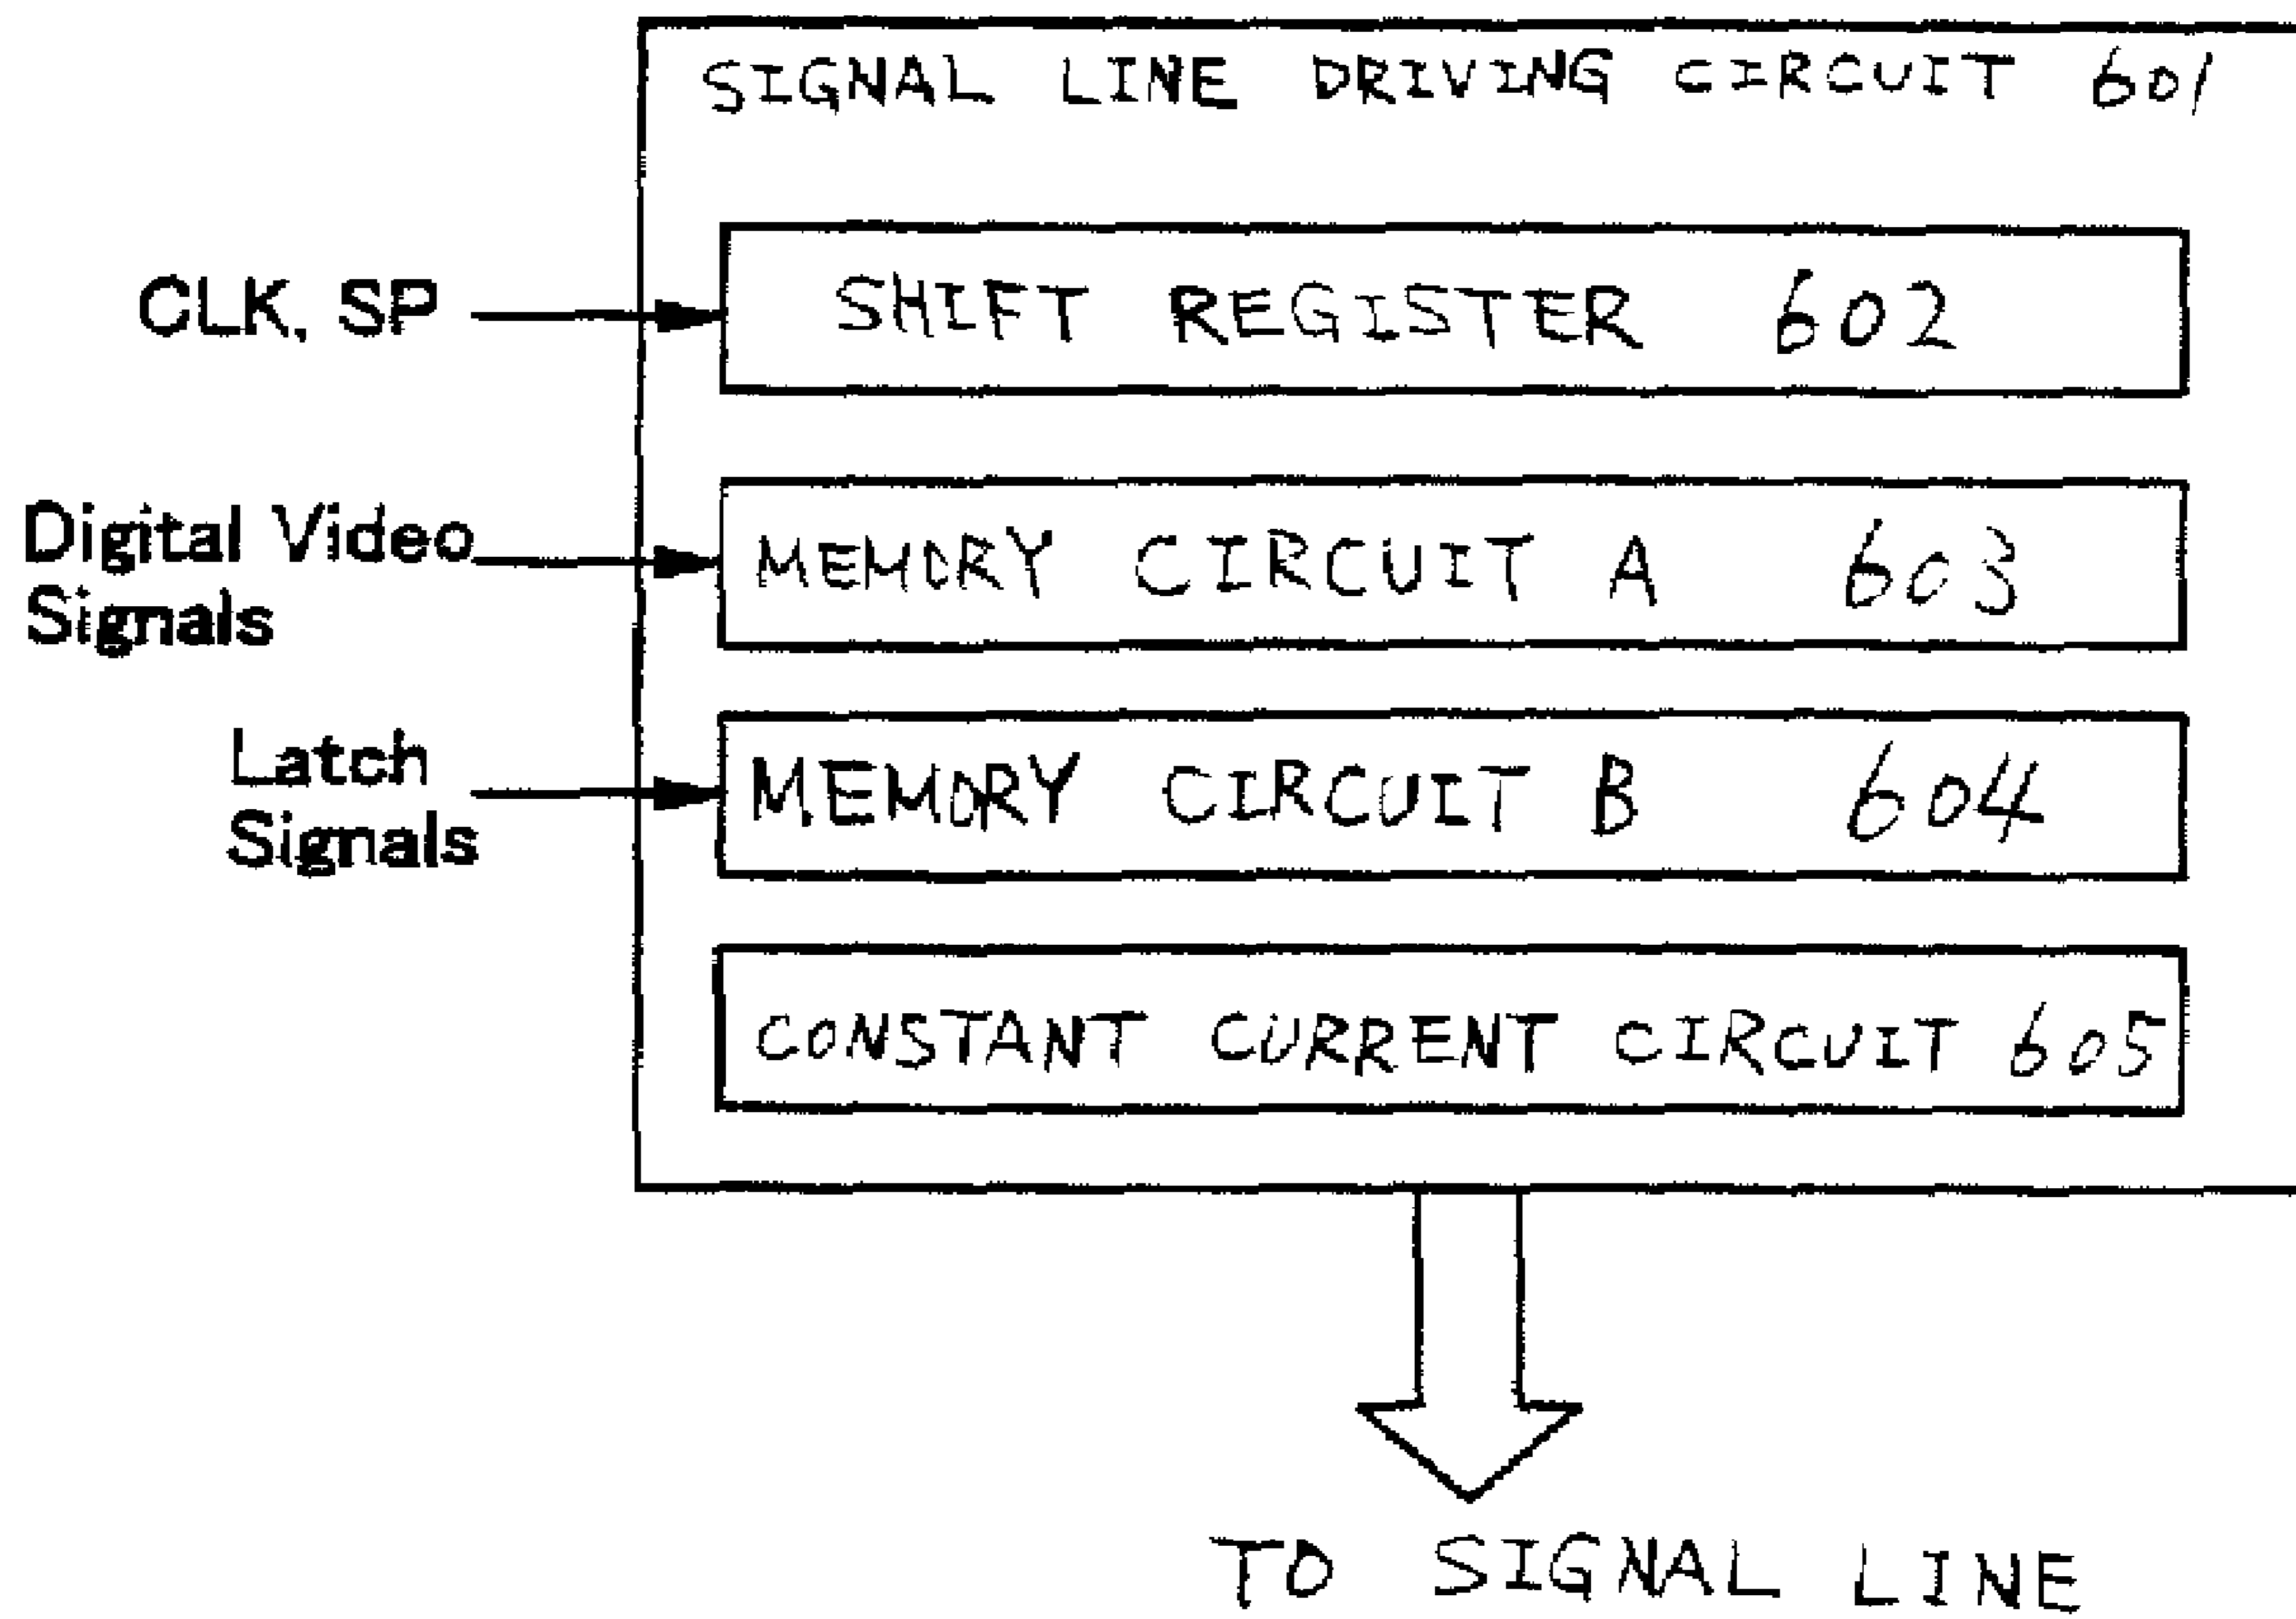 SIGNAL LINE DRIVING CIRCUIT 601
CLK, SP
SHIFT REGISTER 602
Digital Video
Signals
MEMORY CIRCUIT A 603
Latch
Signals
MEMORY CIRCUIT B 604
CONSTANT CURRENT CIRCUIT 605
TO SIGNAL LINE